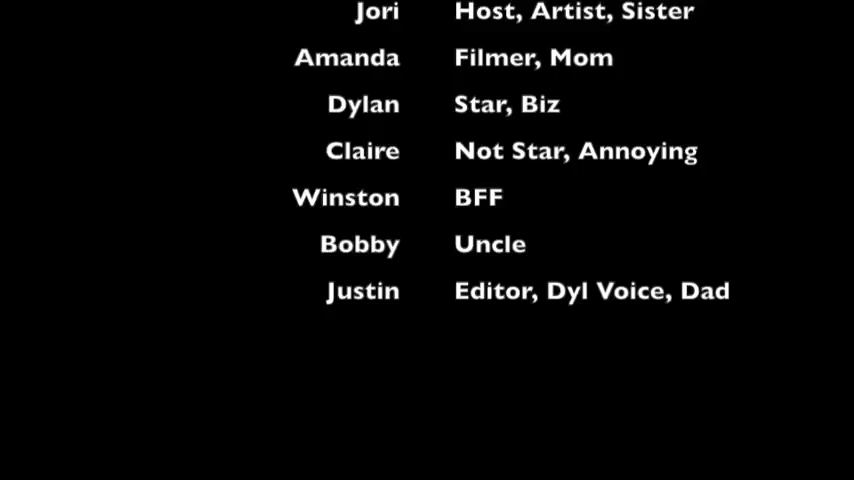 Jori Host, Artist, Sister
Amanda Filmer, Mom
Dylan Star, Biz
Claire Not Star, Annoying
Winston BFF
Bobby Uncle
Justin Editor, Dyl Voice, Dad